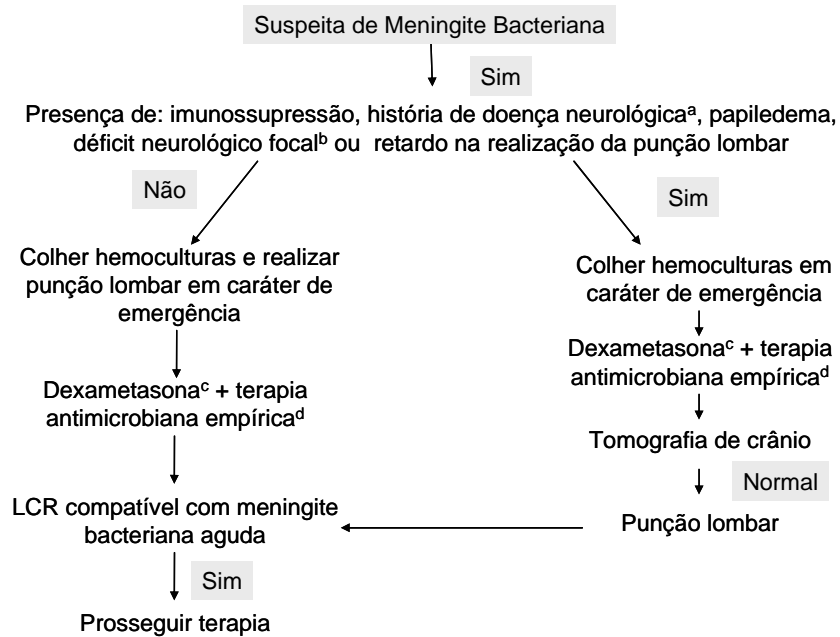 Suspeita de Meningite Bacteriana
Sim
Presença de: imunossupressão, história de doença neurológicaᵃ, papiledema,
déficit neurológico focalᵇ ou retardo na realização da punção lombar
Não
Sim
Colher hemoculturas e realizar
punção lombar em caráter de
emergência
Dexametasonaᶜ + terapia
antimicrobiana empíricaᵈ
LCR compatível com meningite
bacteriana aguda
Sim
Prosseguir terapia
Colher hemoculturas em
caráter de emergência
Dexametasonaᶜ + terapia
antimicrobiana empíricaᵈ
Tomografia de crânio
Normal
Punção lombar